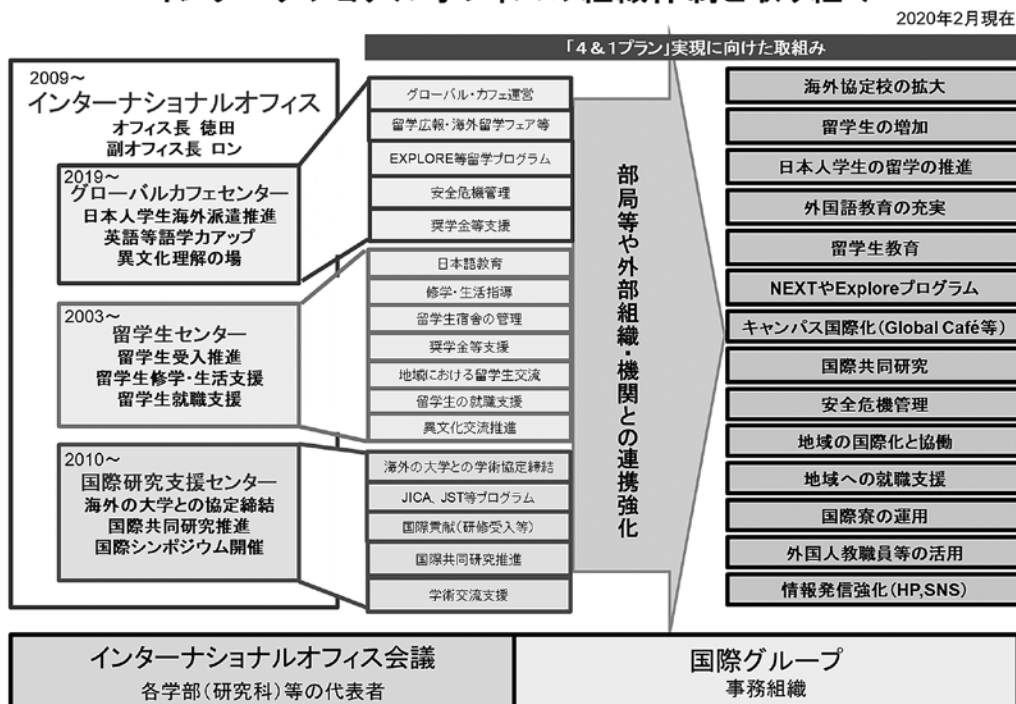 2020年2月現在
「4&1プラン」実現に向けた取組み
2009～
インターナショナルオフィス
オフィス長 徳田
副オフィス長 ロン
2019～
グローバルカフェセンター
日本人学生海外派遣推進
英語等語学力アップ
異文化理解の場
2003～
留学生センター
留学生受入推進
留学生修学・生活支援
留学生就職支援
2010～
国際研究支援センター
海外の大学との協定締結
国際共同研究推進
国際シンポジウム開催
グローバル・カフェ運営
留学広報・海外留学フェア等
EXPLORE等留学プログラム
安全危機管理
奨学金等支援
日本語教育
修学・生活指導
留学生宿舎の管理
奨学金等支援
地域における留学生交流
留学生の就職支援
異文化交流推進
海外の大学との学術協定締結
JICA、JST等プログラム
国際貢献（研修受入等）
国際共同研究推進
学術交流支援
部局等や外部組織・機関との連携強化
海外協定校の拡大
留学生の増加
日本人学生の留学の推進
外国語教育の充実
留学生教育
NEXTやExploreプログラム
キャンパス国際化（Global Café等）
国際共同研究
安全危機管理
地域の国際化と協働
地域への就職支援
国際寮の運用
外国人教職員等の活用
情報発信強化（HP,SNS）
インターナショナルオフィス会議
各学部（研究科）等の代表者
国際グループ
事務組織